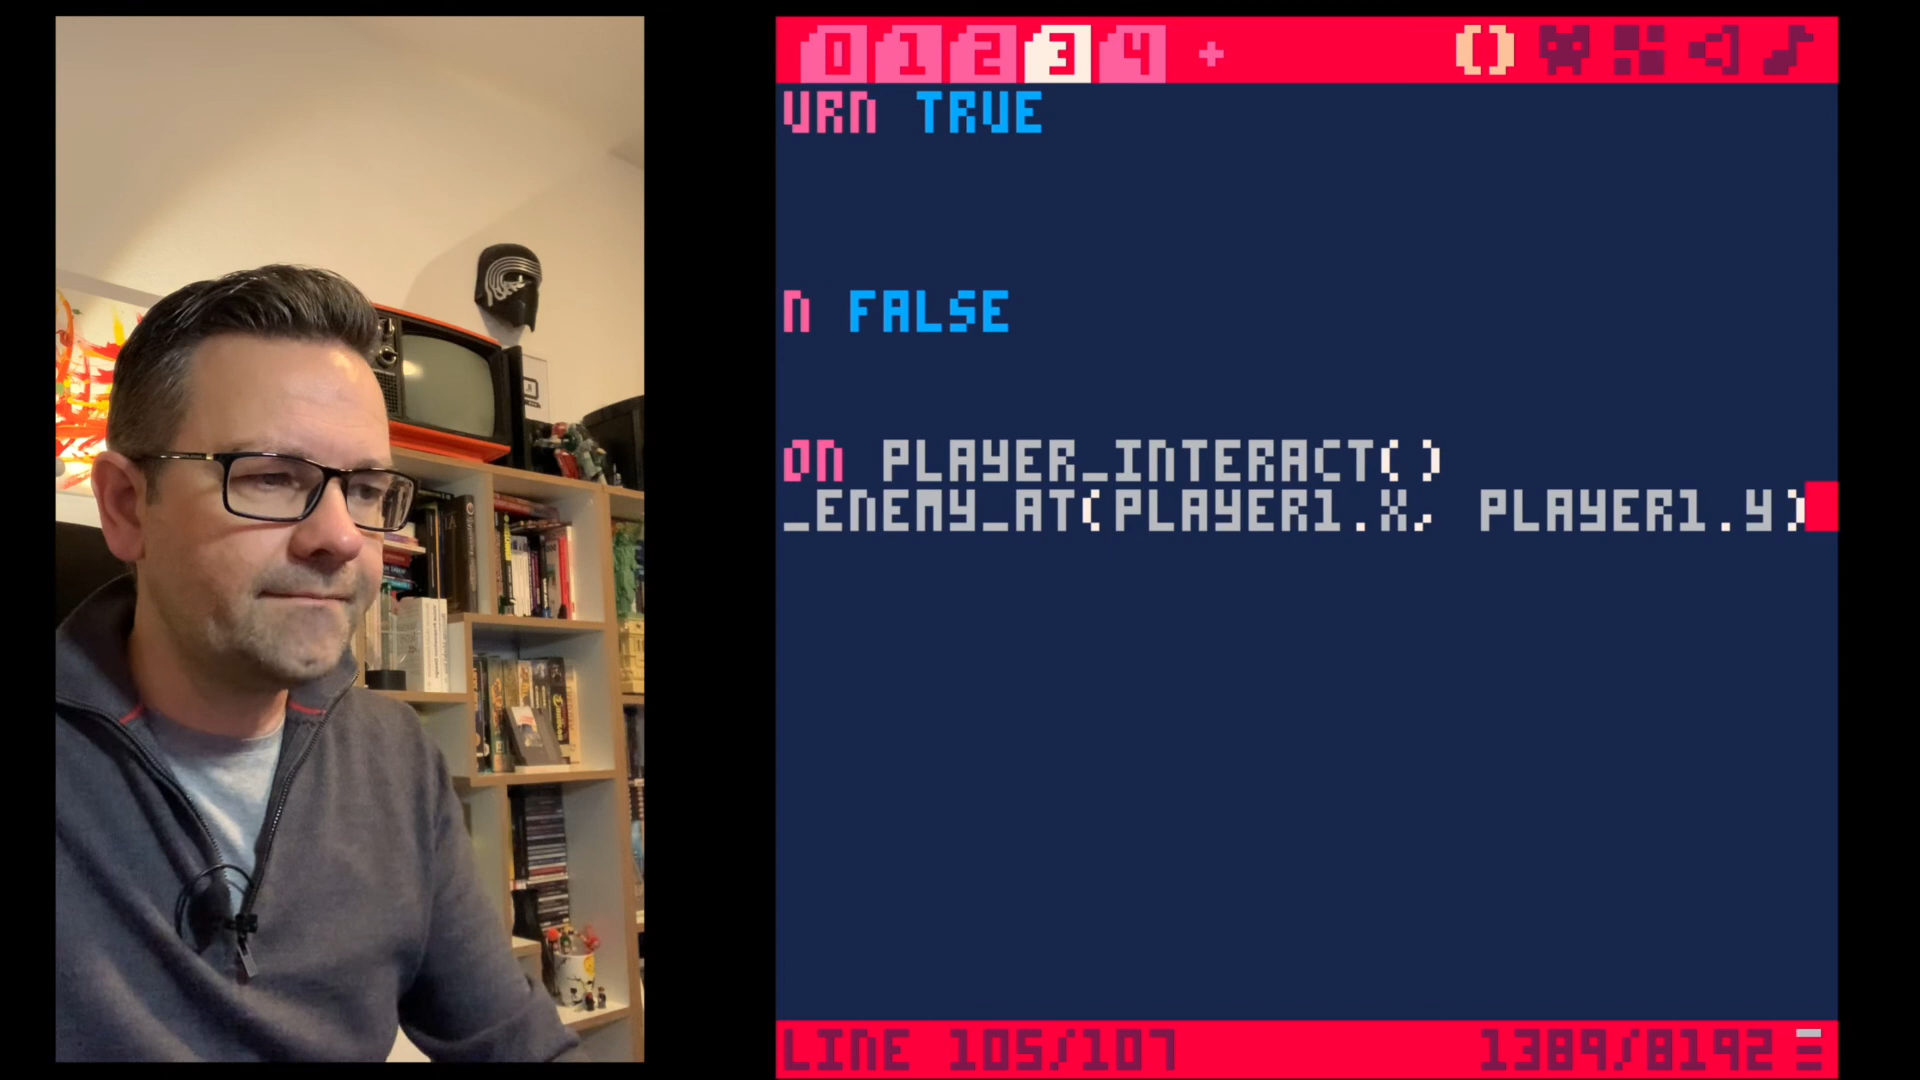 0 1 2 3 4 +
URN TRUE
N FALSE
ON PLAYER_INTERACT()
_ENEMY_AT(PLAYER1.X, PLAYER1.Y)
LINE 105/107
1389/8192